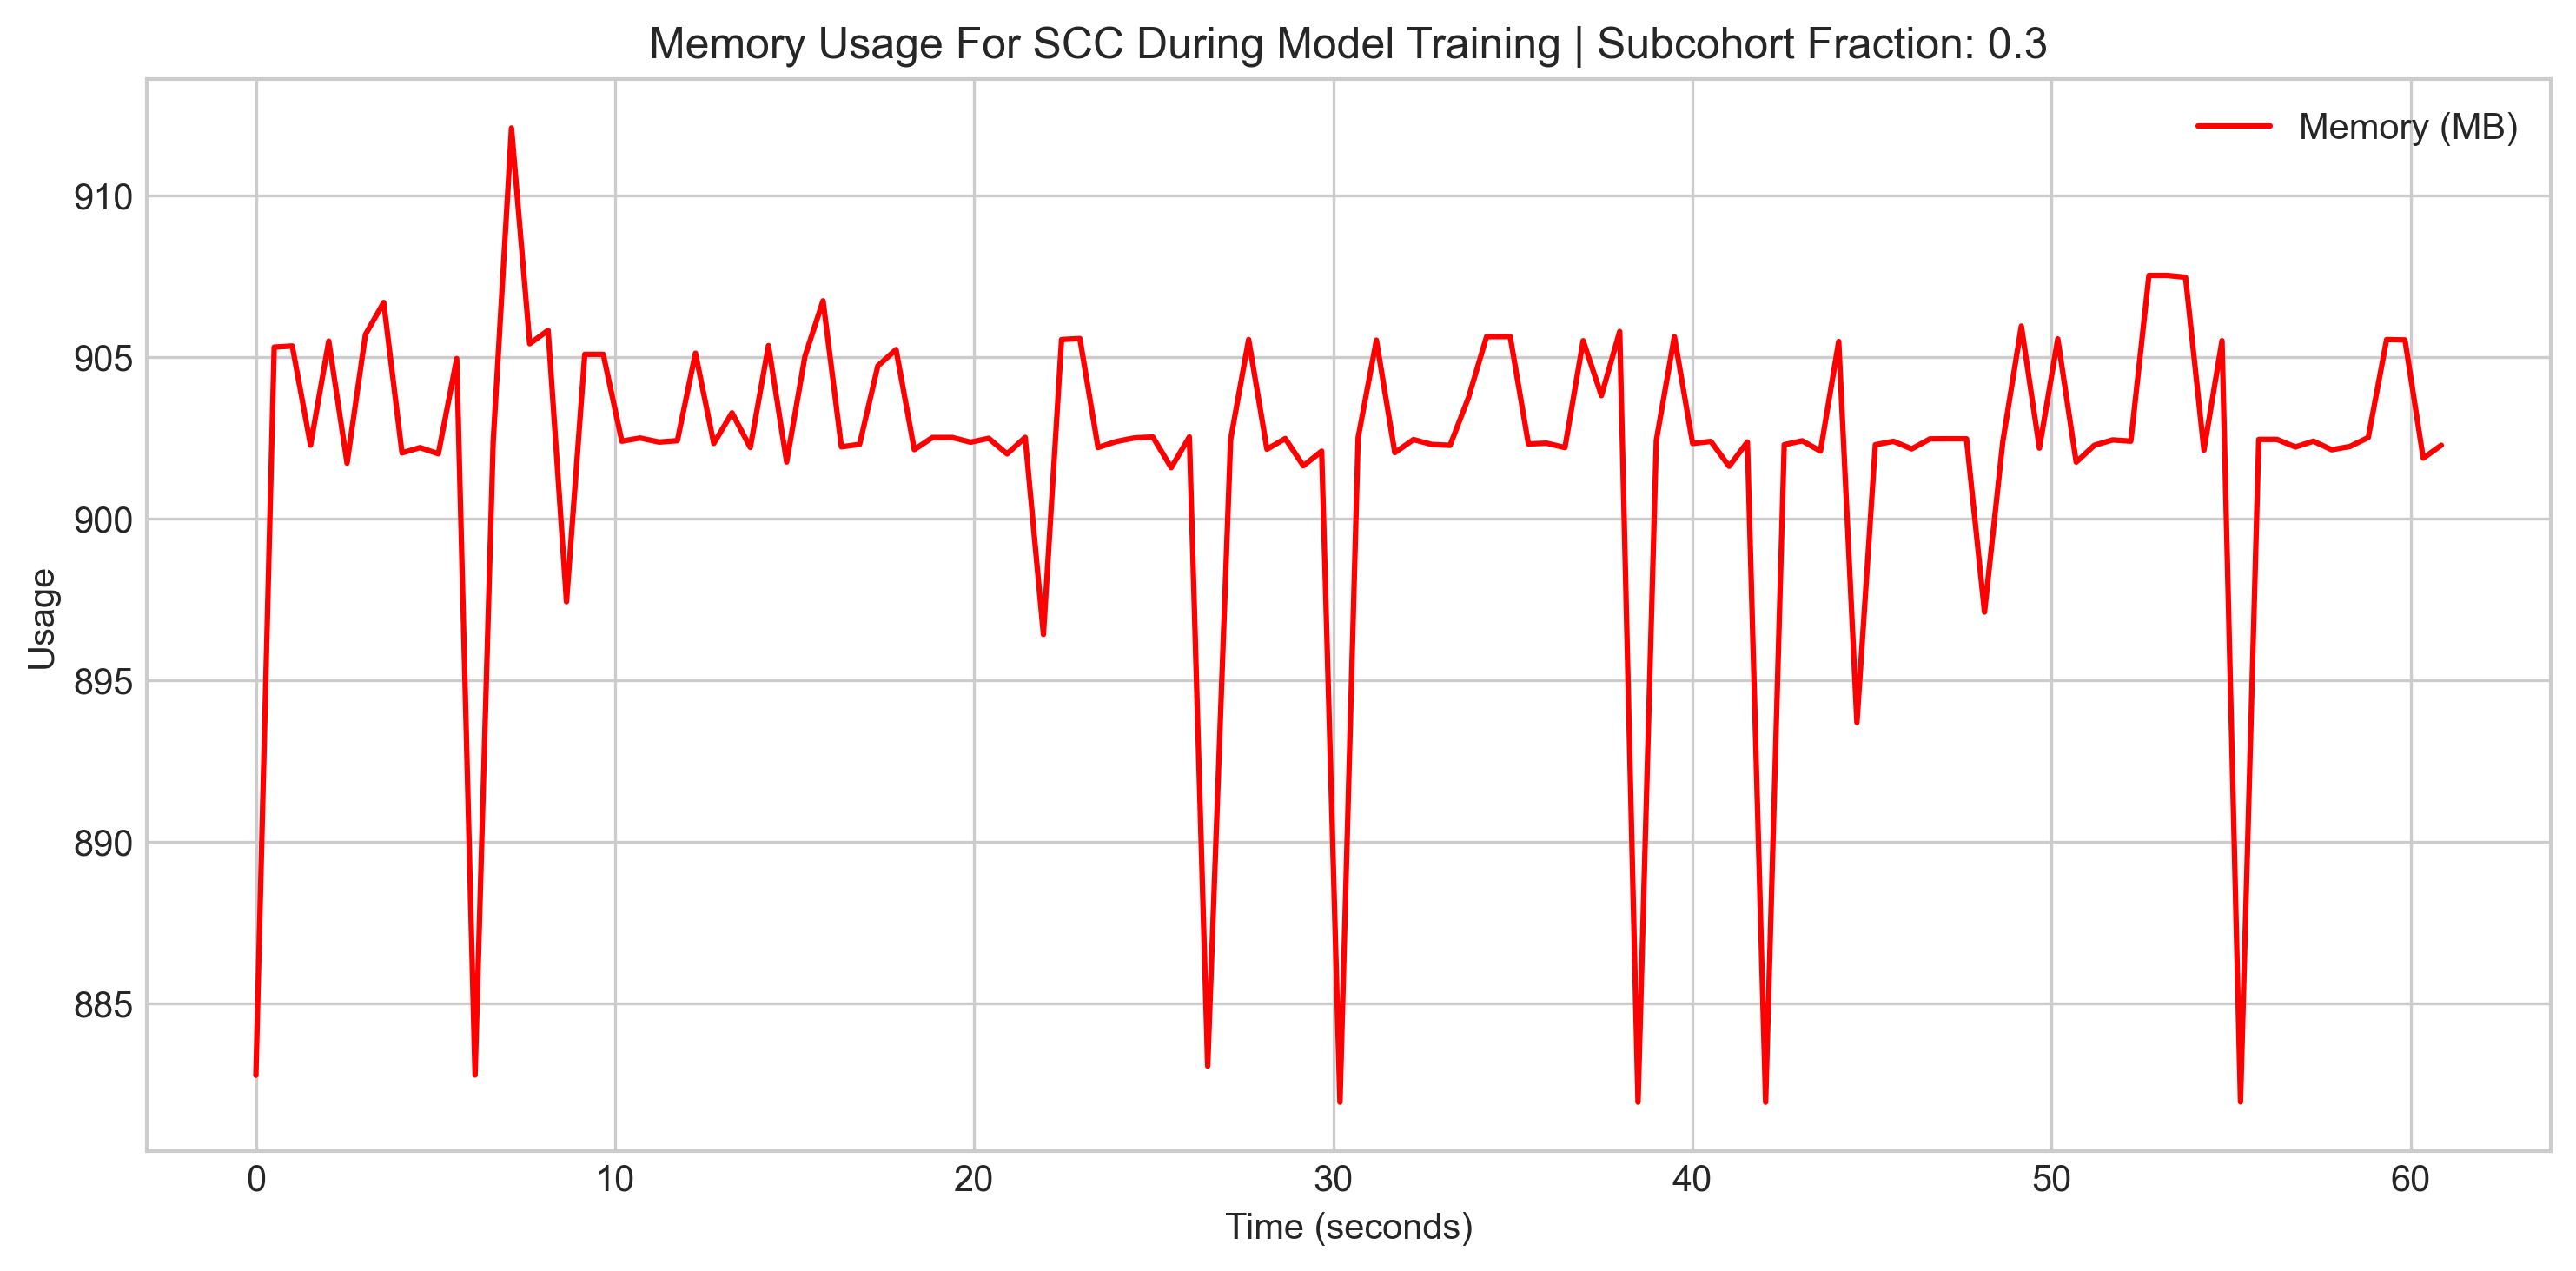 Memory Usage For SCC During Model Training | Subcohort Fraction: 0.3
Memory (MB)
910
905
900
895
890
885
Usage
0 10 20 30 40 50 60
Time (seconds)